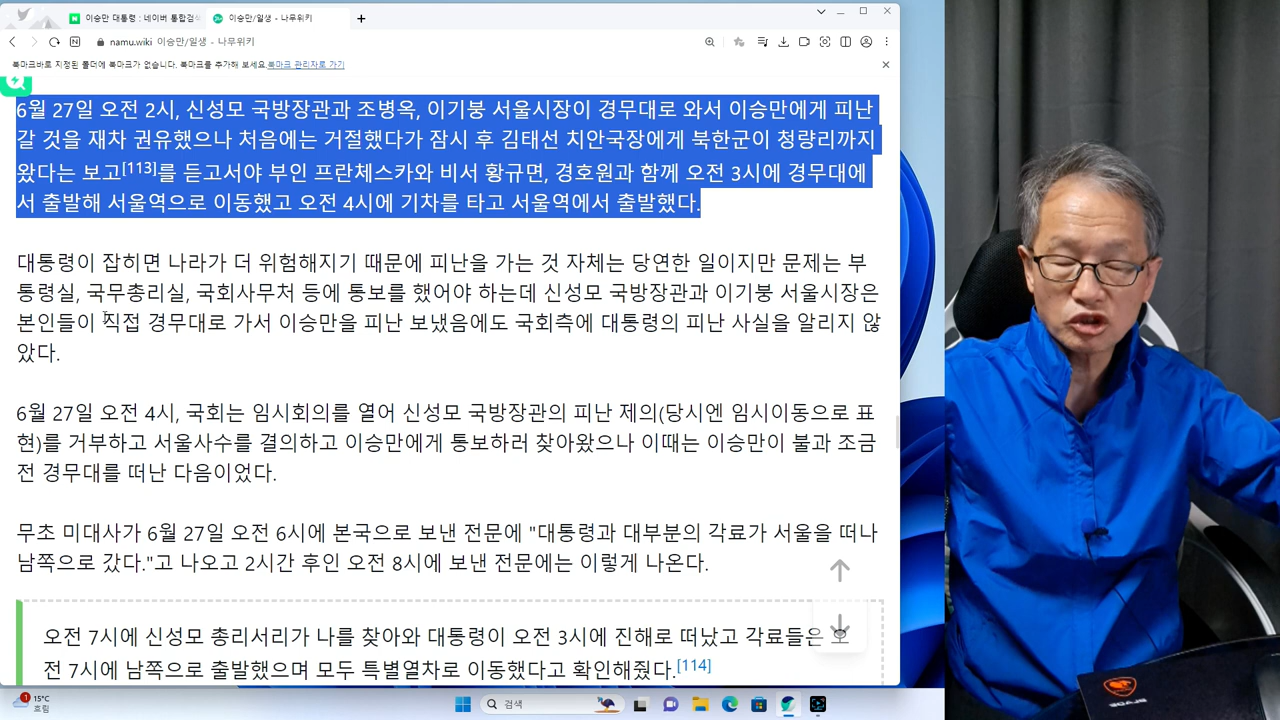 이승만 대통령 : 네이버 통합검색
이승만/일생 - 나무위키
namu.wiki 이승만/일생 - 나무위키
북마크바로 지정된 폴더에 북마크가 없습니다. 북마크를 추가해 보세요. 북마크 관리자로 가기
6월 27일 오전 2시, 신성모 국방장관과 조병옥, 이기붕 서울시장이 경무대로 와서 이승만에게 피난
갈 것을 재차 권유했으나 처음에는 거절했다가 잠시 후 김태선 치안국장에게 북한군이 청량리까지
왔다는 보고[113]를 듣고서야 부인 프란체스카와 비서 황규면, 경호원과 함께 오전 3시에 경무대에
서 출발해 서울역으로 이동했고 오전 4시에 기차를 타고 서울역에서 출발했다.
대통령이 잡히면 나라가 더 위험해지기 때문에 피난을 가는 것 자체는 당연한 일이지만 문제는 부
통령실, 국무총리실, 국회사무처 등에 통보를 했어야 하는데 신성모 국방장관과 이기붕 서울시장은
본인들이 직접 경무대로 가서 이승만을 피난 보냈음에도 국회측에 대통령의 피난 사실을 알리지 않
았다.
6월 27일 오전 4시, 국회는 임시회의를 열어 신성모 국방장관의 피난 제의(당시엔 임시이동으로 표
현)를 거부하고 서울사수를 결의하고 이승만에게 통보하러 찾아왔으나 이때는 이승만이 불과 조금
전 경무대를 떠난 다음이었다.
무초 미대사가 6월 27일 오전 6시에 본국으로 보낸 전문에 "대통령과 대부분의 각료가 서울을 떠나
남쪽으로 갔다."고 나오고 2시간 후인 오전 8시에 보낸 전문에는 이렇게 나온다.
오전 7시에 신성모 총리서리가 나를 찾아와 대통령이 오전 3시에 진해로 떠났고 각료들은 오
전 7시에 남쪽으로 출발했으며 모두 특별열차로 이동했다고 확인해줬다.[114]
1
15°C
흐림
검색
BLADE